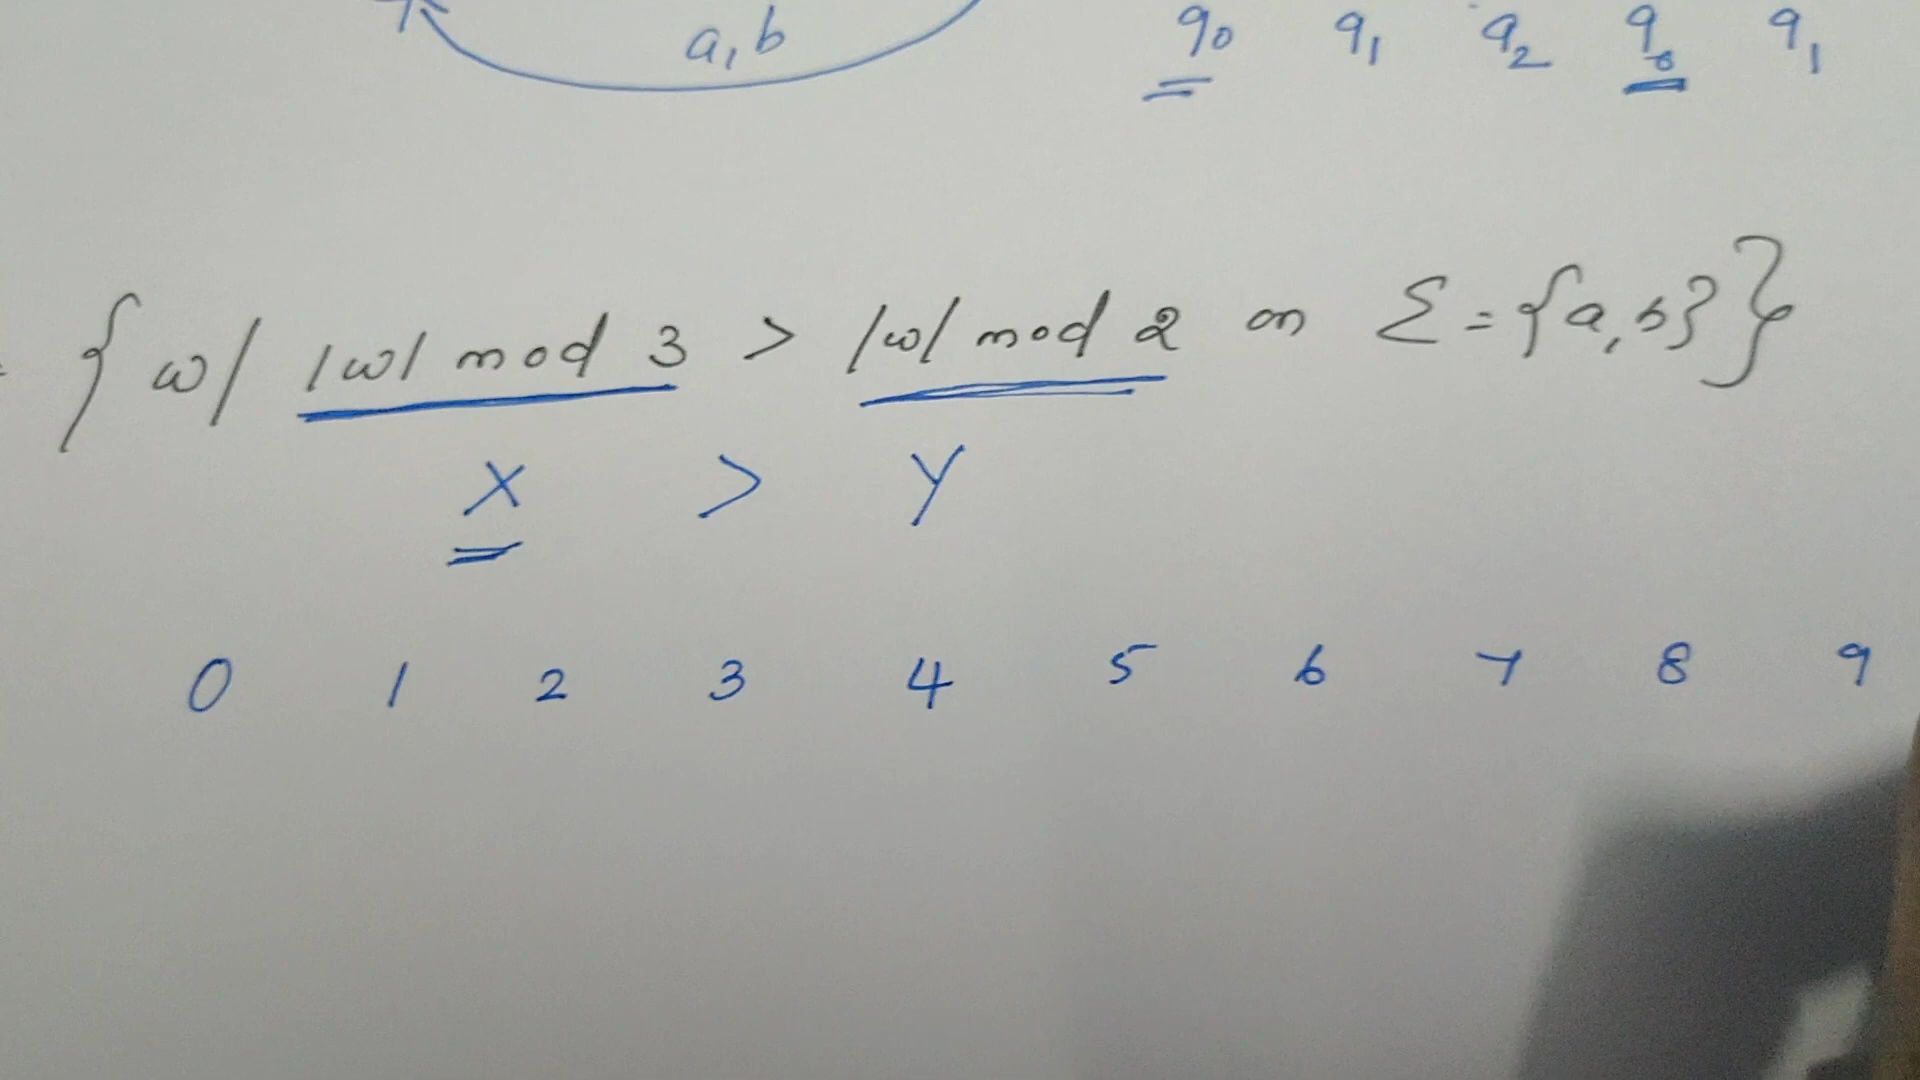 a,b q0 q1 q2 q0 q1
{ w/ |w| mod 3 > |w| mod 2 on Σ={a,b}}
X > Y
0 1 2 3 4 5 6 7 8 9